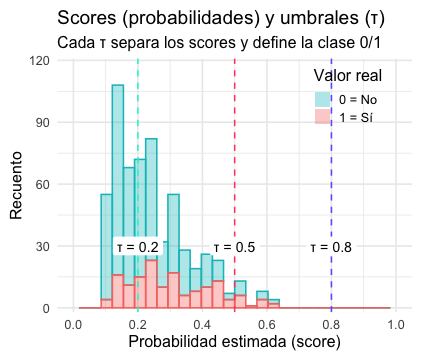 Scores (probabilidades) y umbrales (τ)
Cada τ separa los scores y define la clase 0/1
120
90
60
30
0
Recuento
Valor real
0 = No
1 = Sí
τ = 0.2
τ = 0.5
τ = 0.8
0.0
0.2
0.4
0.6
0.8
1.0
Probabilidad estimada (score)